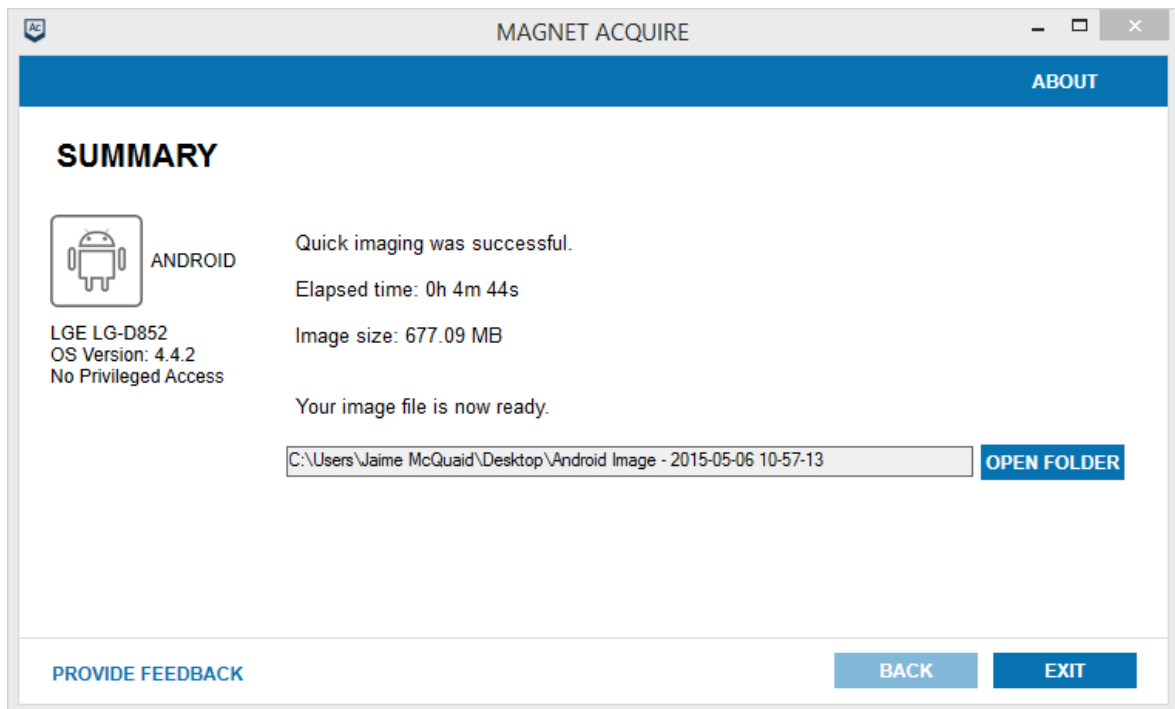 Ac
MAGNET ACQUIRE
ABOUT
SUMMARY
ANDROID
LGE LG-D852
OS Version: 4.4.2
No Privileged Access
Quick imaging was successful.
Elapsed time: 0h 4m 44s
Image size: 677.09 MB
Your image file is now ready.
C:\Users\Jaime McQuaid\Desktop\Android Image - 2015-05-06 10-57-13
OPEN FOLDER
PROVIDE FEEDBACK
BACK
EXIT